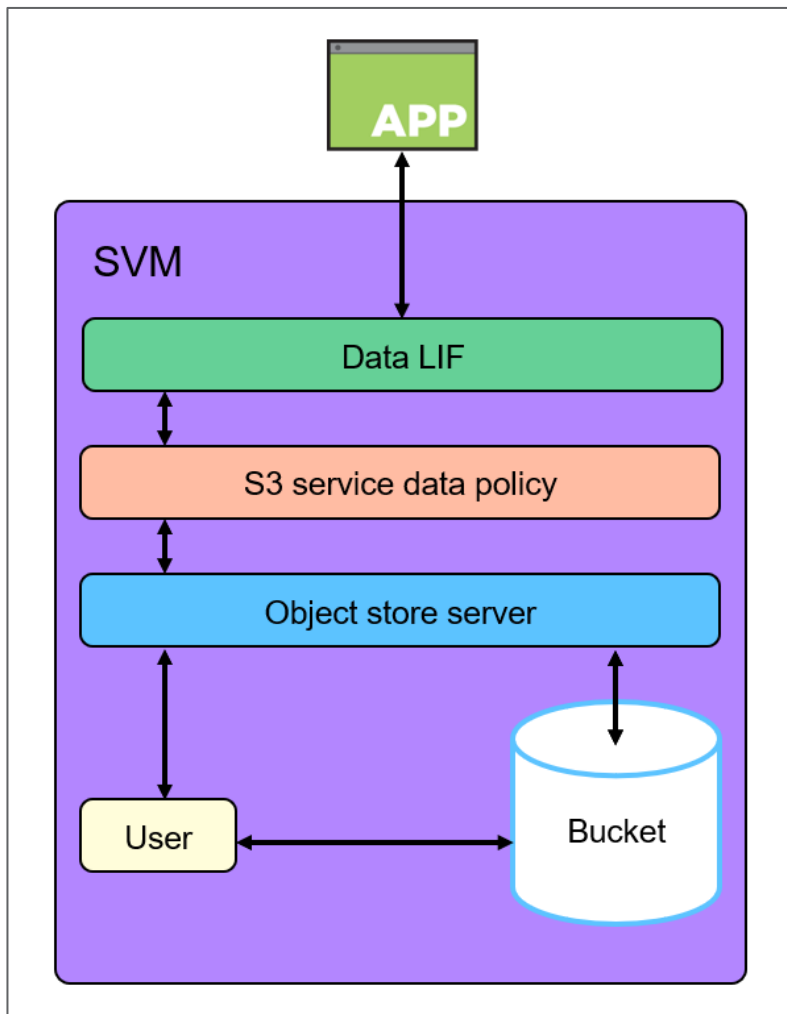 APP
SVM
Data LIF
S3 service data policy
Object store server
User
Bucket